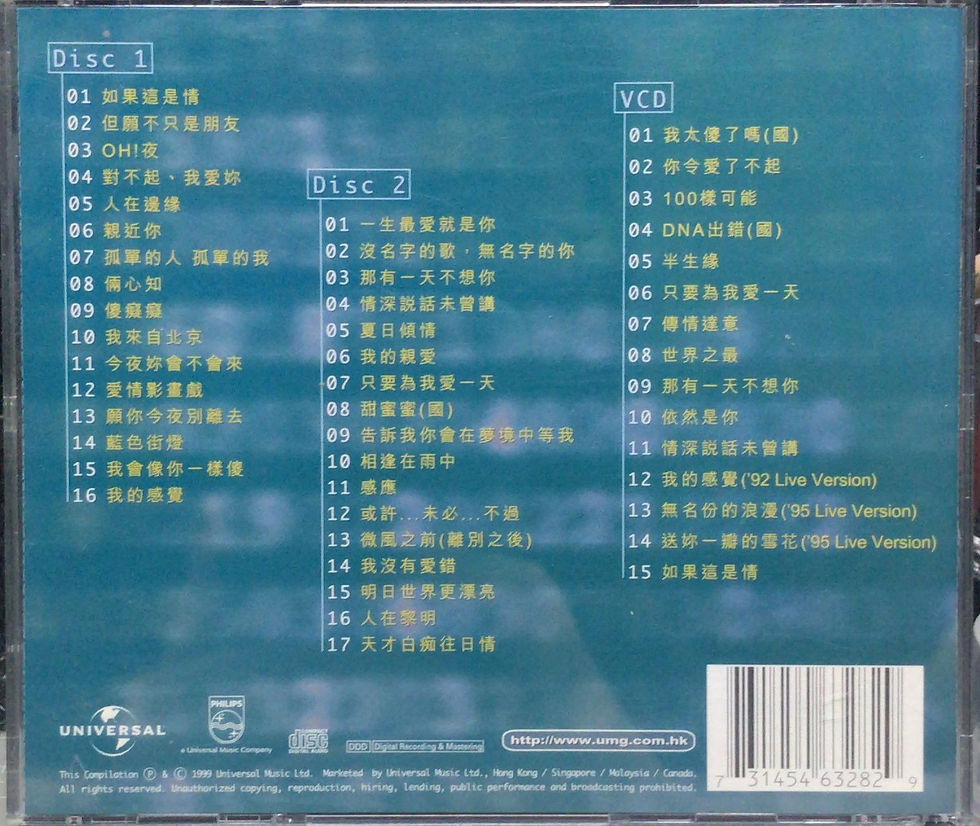 Disc 1
01 如果這是情
02 但願不只是朋友
03 OH!夜
04 對不起、我愛妳
05 人在邊緣
06 親近你
07 孤單的人 孤單的我
08 倆心知
09 傻癡癡
10 我來自北京
11 今夜妳會不會來
12 愛情影畫戲
13 願你今夜別離去
14 藍色街燈
15 我會像你一樣傻
16 我的感覺
Disc 2
01 一生最愛就是你
02 沒名字的歌，無名字的你
03 那有一天不想你
04 情深説話未曾講
05 夏日傾情
06 我的親愛
07 只要為我愛一天
08 甜蜜蜜(國)
09 告訴我你會在夢境中等我
10 相逢在雨中
11 感應
12 或許...未必...不過
13 微風之前(離別之後)
14 我沒有愛錯
15 明日世界更漂亮
16 人在黎明
17 天才白痴往日情
VCD
01 我太傻了嗎(國)
02 你令愛了不起
03 100樣可能
04 DNA出錯(國)
05 半生緣
06 只要為我愛一天
07 傳情達意
08 世界之最
09 那有一天不想你
10 依然是你
11 情深説話未曾講
12 我的感覺('92 Live Version)
13 無名份的浪漫('95 Live Version)
14 送妳一瓣的雪花('95 Live Version)
15 如果這是情
UNIVERSAL
PHILIPS
a Universal Music Company
COMPACT
disc
DIGITAL AUDIO
DDD Digital Recording & Mastering
http://www.umg.com.hk
This Compilation Ⓟ & © 1999 Universal Music Ltd. Marketed by Universal Music Ltd., Hong Kong / Singapore / Malaysia / Canada.
All rights reserved. Unauthorized copying, reproduction, hiring, lending, public performance and broadcasting prohibited.
7 31454 63282 9